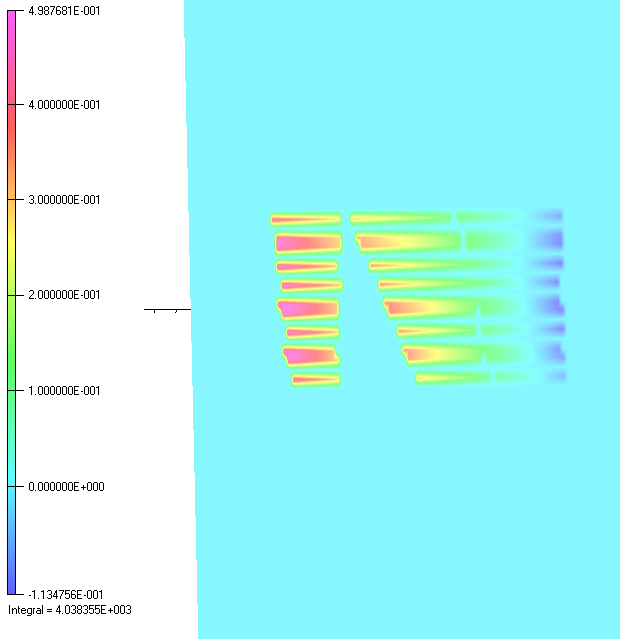 4.987681E-001
4.000000E-001
3.000000E-001
2.000000E-001
1.000000E-001
0.000000E+000
-1.134756E-001
Integral = 4.038355E+003